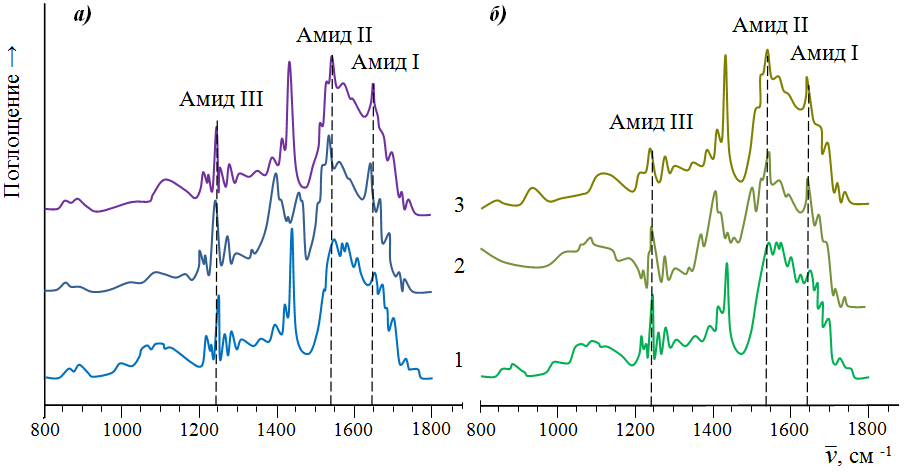 а)
б)
Амид II
Амид I
Амид III
Амид II
Амид I
Амид III
Поглощение →
3
2
1
800 1000 1200 1400 1600 1800
800 1000 1200 1400 1600 1800
ν̅, см -1